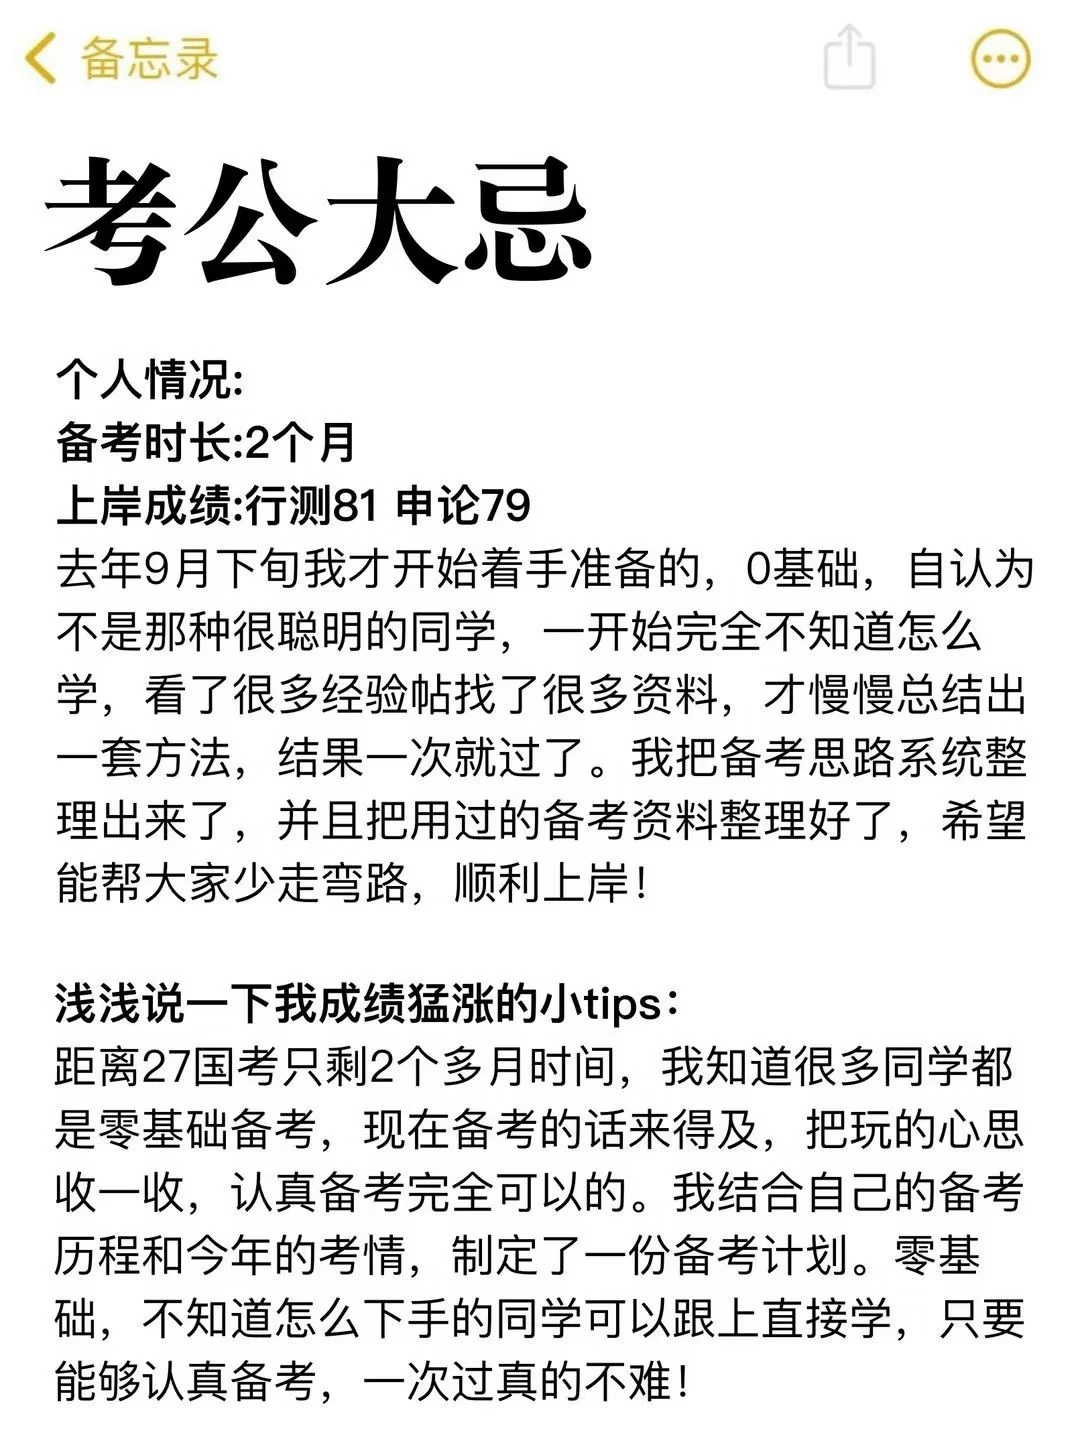 备忘录
考公大忌
个人情况:
备考时长:2个月
上岸成绩:行测81 申论79
去年9月下旬我才开始着手准备的，0基础，自认为
不是那种很聪明的同学，一开始完全不知道怎么
学，看了很多经验帖找了很多资料，才慢慢总结出
一套方法，结果一次就过了。我把备考思路系统整
理出来了，并且把用过的备考资料整理好了，希望
能帮大家少走弯路，顺利上岸！
浅浅说一下我成绩猛涨的小tips：
距离27国考只剩2个多月时间，我知道很多同学都
是零基础备考，现在备考的话来得及，把玩的心思
收一收，认真备考完全可以的。我结合自己的备考
历程和今年的考情，制定了一份备考计划。零基
础，不知道怎么下手的同学可以跟上直接学，只要
能够认真备考，一次过真的不难！